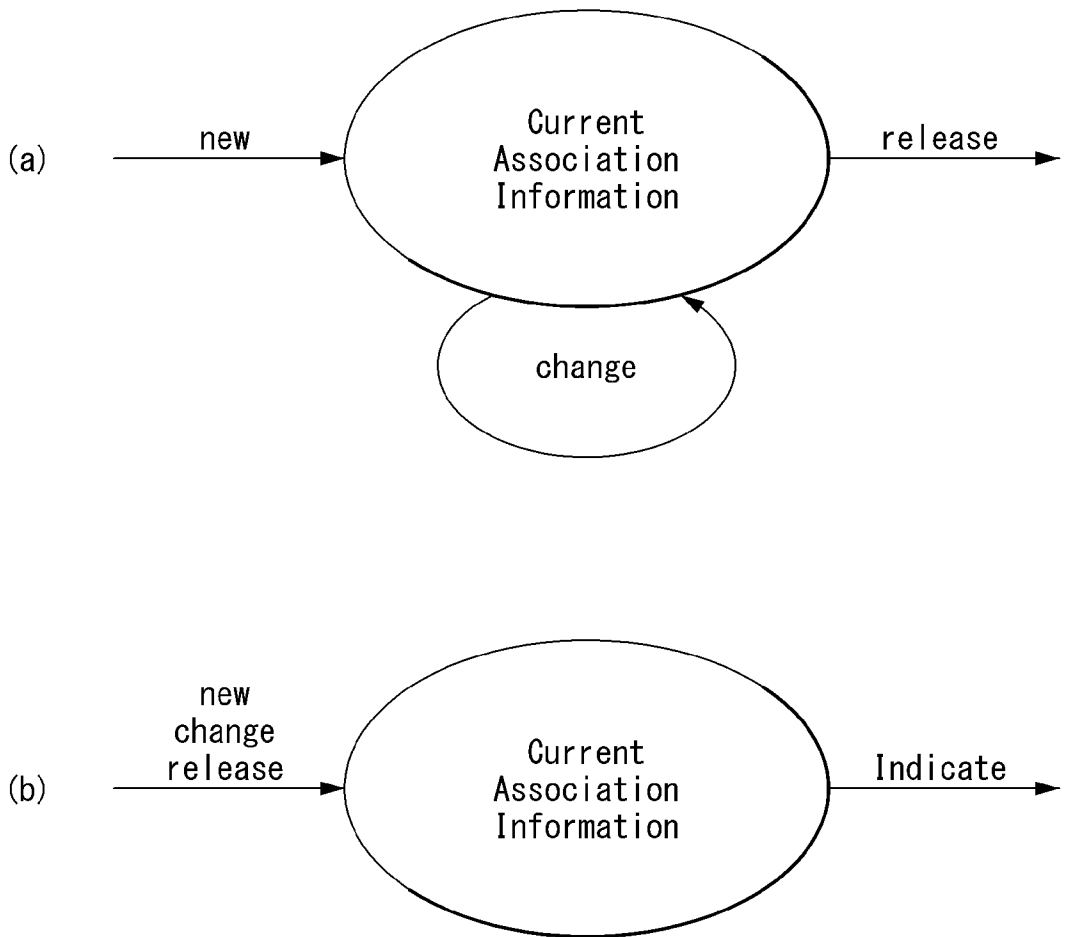 (a)
new
Current
Association
Information
release
change
(b)
new
change
release
Current
Association
Information
Indicate